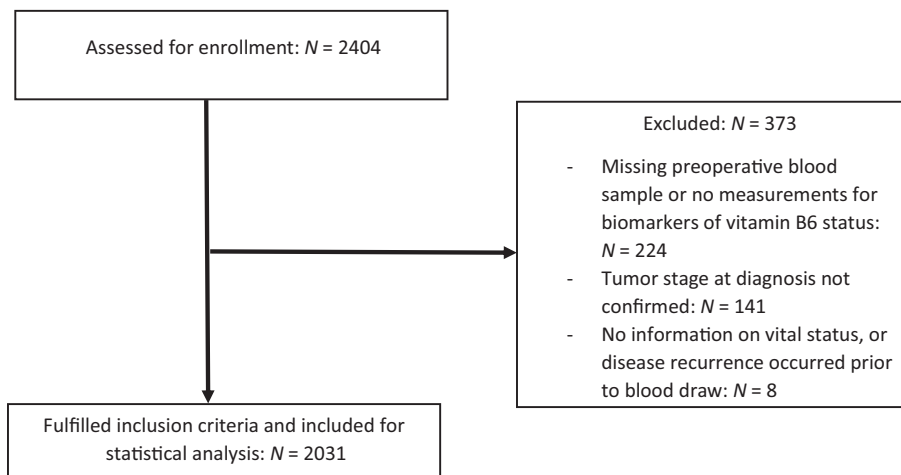 Assessed for enrollment: N = 2404
Excluded: N = 373
- Missing preoperative blood
sample or no measurements for
biomarkers of vitamin B6 status:
N = 224
- Tumor stage at diagnosis not
confirmed: N = 141
- No information on vital status, or
disease recurrence occurred prior
to blood draw: N = 8
Fulfilled inclusion criteria and included for
statistical analysis: N = 2031